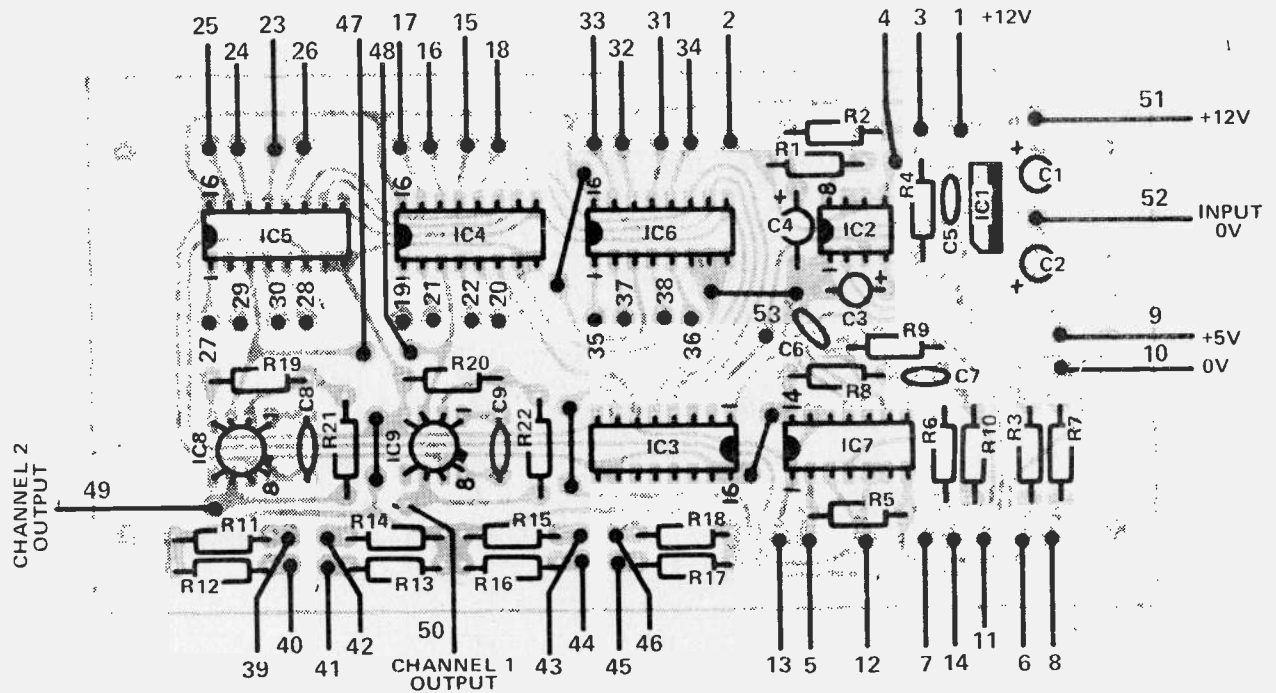 25 23 47 17 15 33 31 2 4 3 1 +12V
24 26 48 16 18 32 34
51
+12V
R2
R1
16 16 16 8 R4 C5 IC1 + C1
52
INPUT
0V
IC5 IC4 IC6 + C4 IC2
C2 +
1 1 1 1
29 30 28 19 21 22 20 37 38 C3 +
27 35 36 53 C6
9
+5V
10
0V
R9
R8 C7
R19 R20
IC8 1 8 C8 R21 IC9 1 8 C9 R22 IC3 1 16 14 IC7 1 R6 R10 R3 R7
CHANNEL 2
OUTPUT
49
R5
R11 R14 R15 R18
R12 R13 R16 R17
39 40 41 42 50 43 44 45 46 13 5 12 7 14 11 6 8
CHANNEL 1
OUTPUT